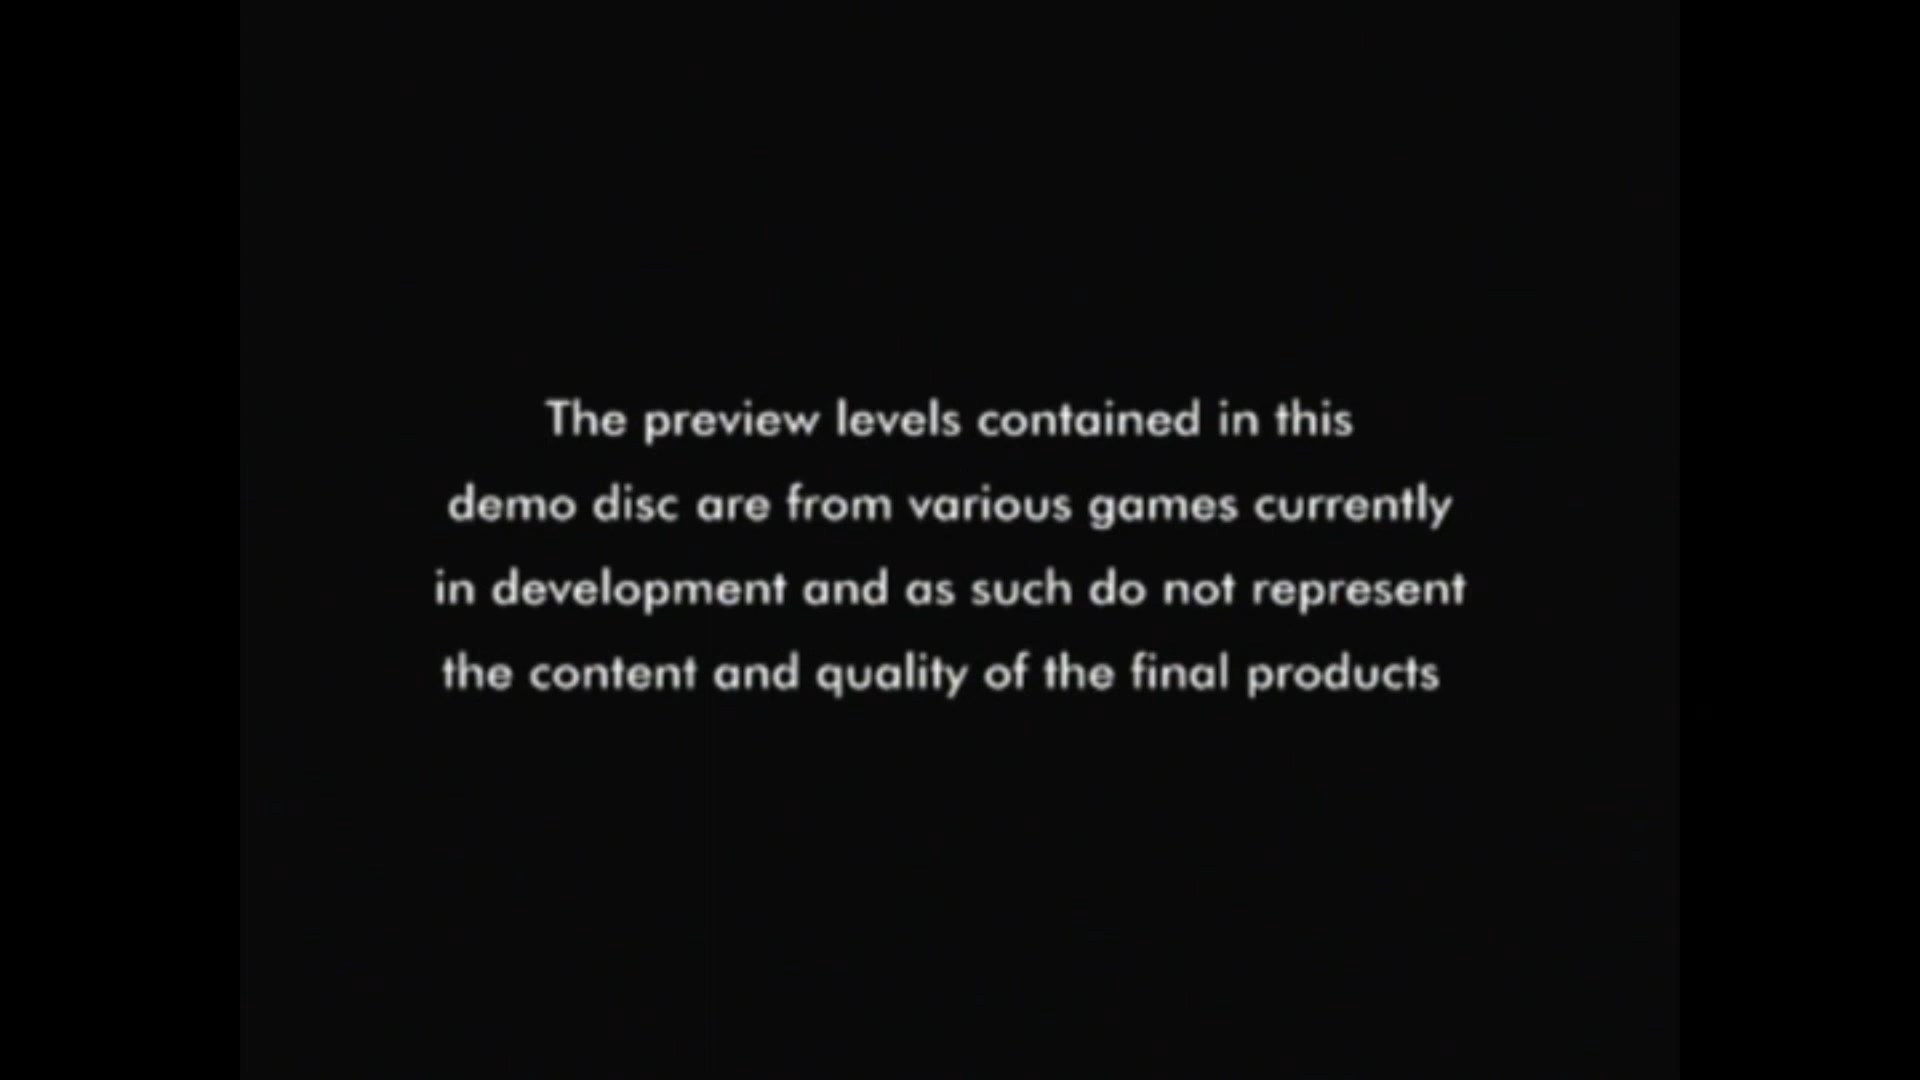 The preview levels contained in this
demo disc are from various games currently
in development and as such do not represent
the content and quality of the final products